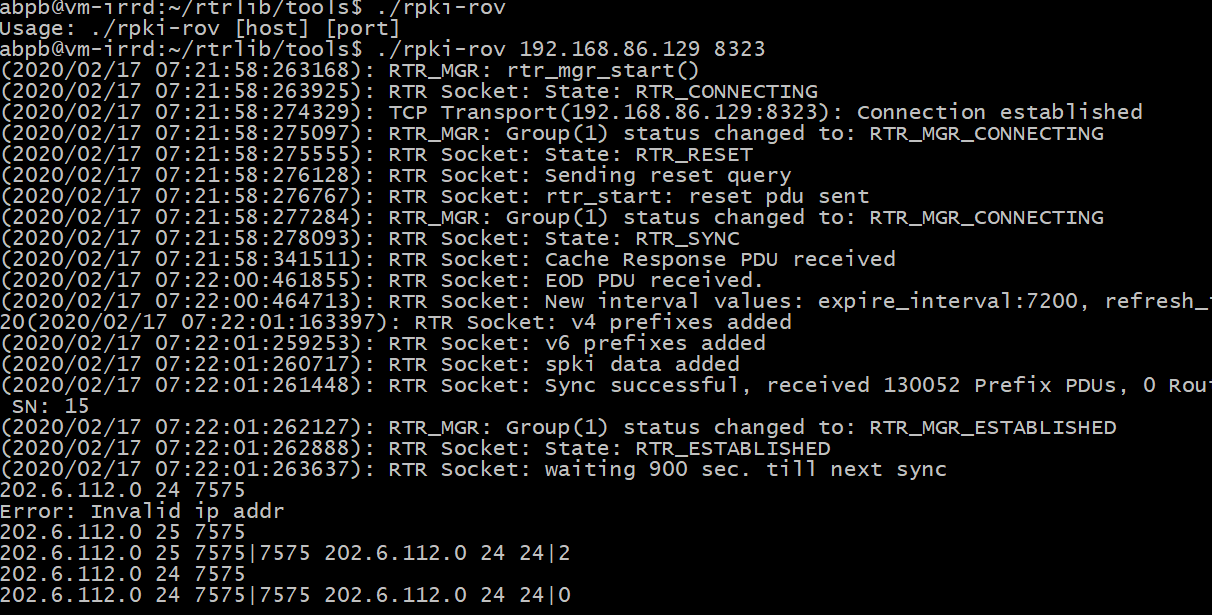 abpb@vm-irrd:~/rtrlib/tools$ ./rpki-rov
Usage: ./rpki-rov [host] [port]
abpb@vm-irrd:~/rtrlib/tools$ ./rpki-rov 192.168.86.129 8323
(2020/02/17 07:21:58:263168): RTR_MGR: rtr_mgr_start()
(2020/02/17 07:21:58:263925): RTR Socket: State: RTR_CONNECTING
(2020/02/17 07:21:58:274329): TCP Transport(192.168.86.129:8323): Connection established
(2020/02/17 07:21:58:275097): RTR_MGR: Group(1) status changed to: RTR_MGR_CONNECTING
(2020/02/17 07:21:58:275555): RTR Socket: State: RTR_RESET
(2020/02/17 07:21:58:276128): RTR Socket: Sending reset query
(2020/02/17 07:21:58:276767): RTR Socket: rtr_start: reset pdu sent
(2020/02/17 07:21:58:277284): RTR_MGR: Group(1) status changed to: RTR_MGR_CONNECTING
(2020/02/17 07:21:58:278093): RTR Socket: State: RTR_SYNC
(2020/02/17 07:21:58:341511): RTR Socket: Cache Response PDU received
(2020/02/17 07:22:00:461855): RTR Socket: EOD PDU received.
(2020/02/17 07:22:00:464713): RTR Socket: New interval values: expire_interval:7200, refresh_
20(2020/02/17 07:22:01:163397): RTR Socket: v4 prefixes added
(2020/02/17 07:22:01:259253): RTR Socket: v6 prefixes added
(2020/02/17 07:22:01:260717): RTR Socket: spki data added
(2020/02/17 07:22:01:261448): RTR Socket: Sync successful, received 130052 Prefix PDUs, 0 Rou
SN: 15
(2020/02/17 07:22:01:262127): RTR_MGR: Group(1) status changed to: RTR_MGR_ESTABLISHED
(2020/02/17 07:22:01:262888): RTR Socket: State: RTR_ESTABLISHED
(2020/02/17 07:22:01:263637): RTR Socket: waiting 900 sec. till next sync
202.6.112.0 24 7575
Error: Invalid ip addr
202.6.112.0 25 7575
202.6.112.0 25 7575|7575 202.6.112.0 24 24|2
202.6.112.0 24 7575
202.6.112.0 24 7575|7575 202.6.112.0 24 24|0